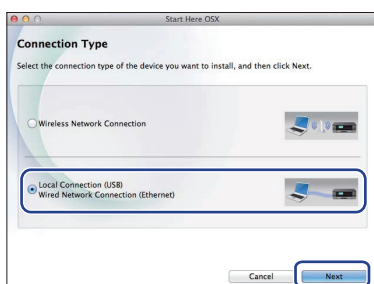 Start Here OSX
Connection Type
Select the connection type of the device you want to install, and then click Next.
Wireless Network Connection
Local Connection (USB)
Wired Network Connection (Ethernet)
Cancel
Next